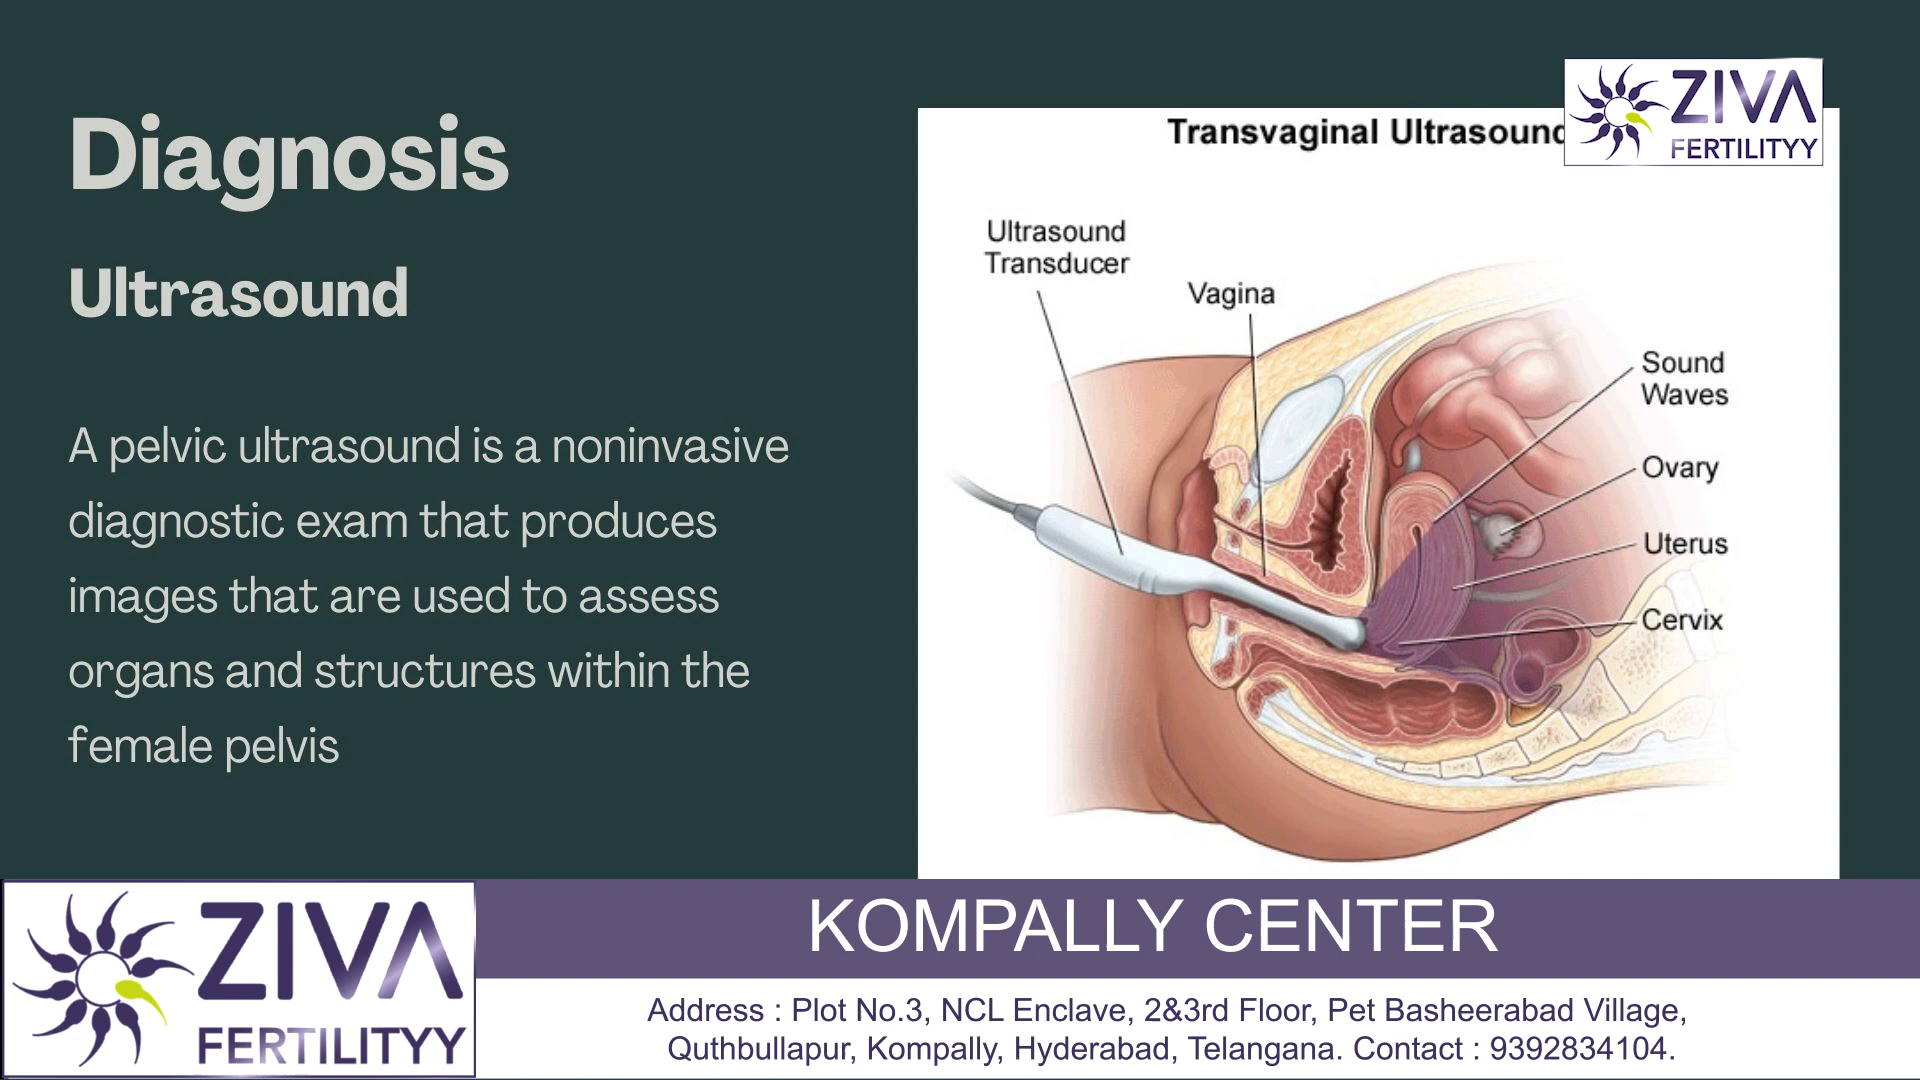 Diagnosis
Ultrasound
A pelvic ultrasound is a noninvasive
diagnostic exam that produces
images that are used to assess
organs and structures within the
female pelvis
Transvaginal Ultrasound
ZIVA
FERTILITYY
Ultrasound
Transducer
Vagina
Sound
Waves
Ovary
Uterus
Cervix
ZIVA
FERTILITYY
KOMPALLY CENTER
Address : Plot No.3, NCL Enclave, 2&3rd Floor, Pet Basheerabad Village,
Quthbullapur, Kompally, Hyderabad, Telangana. Contact : 9392834104.